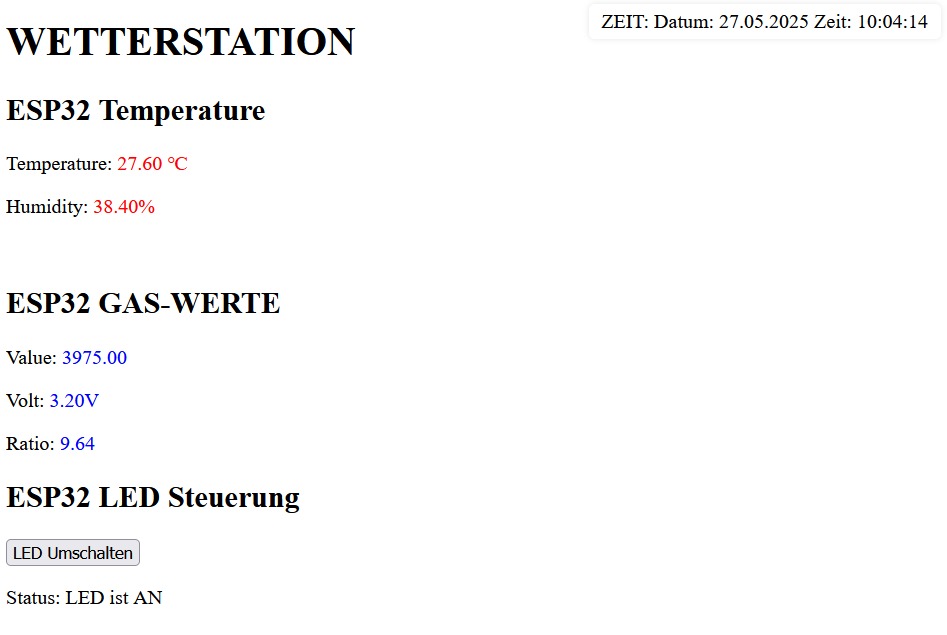 WETTERSTATION
ZEIT: Datum: 27.05.2025 Zeit: 10:04:14
ESP32 Temperature
Temperature: 27.60 °C
Humidity: 38.40%
ESP32 GAS-WERTE
Value: 3975.00
Volt: 3.20V
Ratio: 9.64
ESP32 LED Steuerung
LED Umschalten
Status: LED ist AN